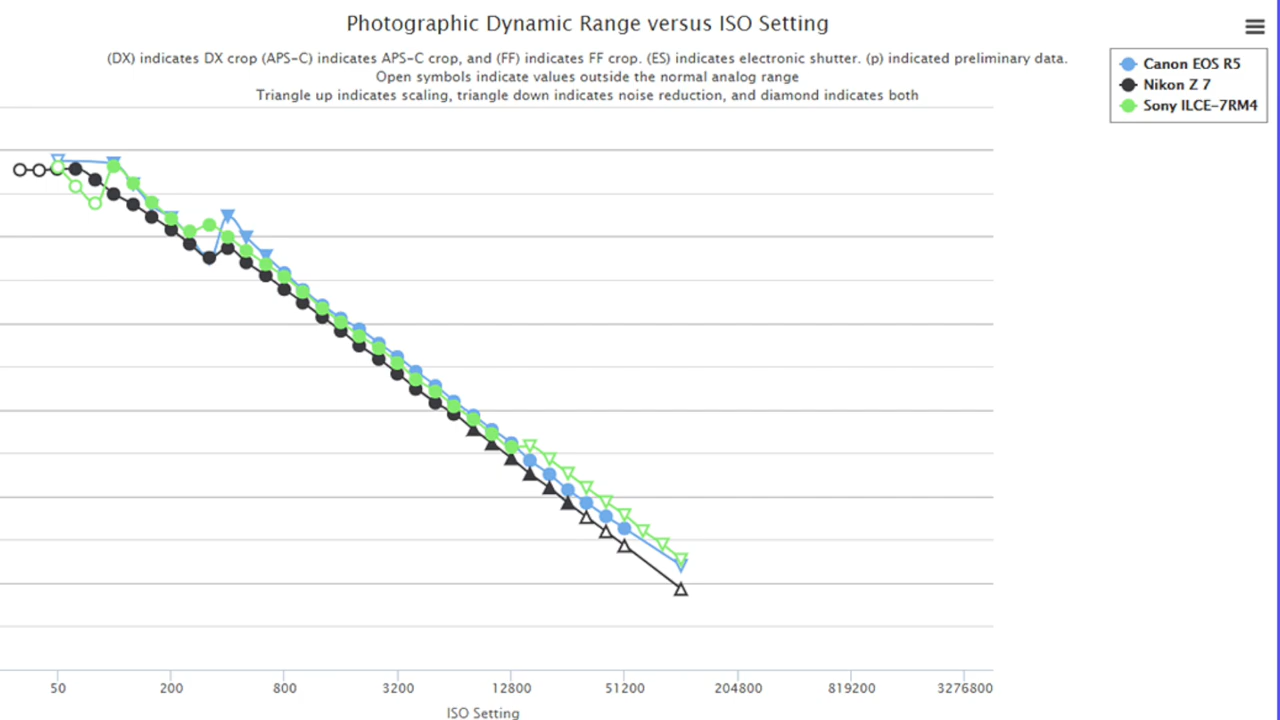 Photographic Dynamic Range versus ISO Setting
(DX) indicates DX crop (APS-C) indicates APS-C crop, and (FF) indicates FF crop. (ES) indicates electronic shutter. (p) indicated preliminary data.
Open symbols indicate values outside the normal analog range
Triangle up indicates scaling, triangle down indicates noise reduction, and diamond indicates both
Canon EOS R5
Nikon Z 7
Sony ILCE-7RM4
50 200 800 3200 12800 51200 204800 819200 3276800
ISO Setting